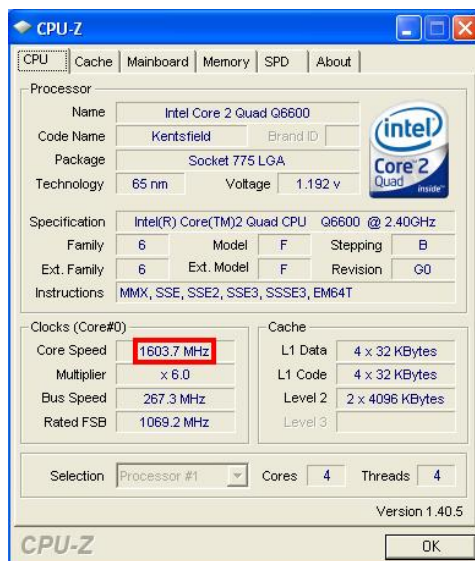 CPU-Z
CPU Cache Mainboard Memory SPD About
Processor
Name Intel Core 2 Quad Q6600
Code Name Kentsfield Brand ID
Package Socket 775 LGA
Technology 65 nm Voltage 1.192 v
intel
Core 2
Quad inside
Specification Intel(R) Core(TM)2 Quad CPU Q6600 @ 2.40GHz
Family 6 Model F Stepping B
Ext. Family 6 Ext. Model F Revision G0
Instructions MMX, SSE, SSE2, SSE3, SSSE3, EM64T
Clocks (Core#0)
Core Speed 1603.7 MHz
Multiplier x 6.0
Bus Speed 267.3 MHz
Rated FSB 1069.2 MHz
Cache
L1 Data 4 x 32 KBytes
L1 Code 4 x 32 KBytes
Level 2 2 x 4096 KBytes
Level 3
Selection Processor #1 Cores 4 Threads 4
Version 1.40.5
CPU-Z OK